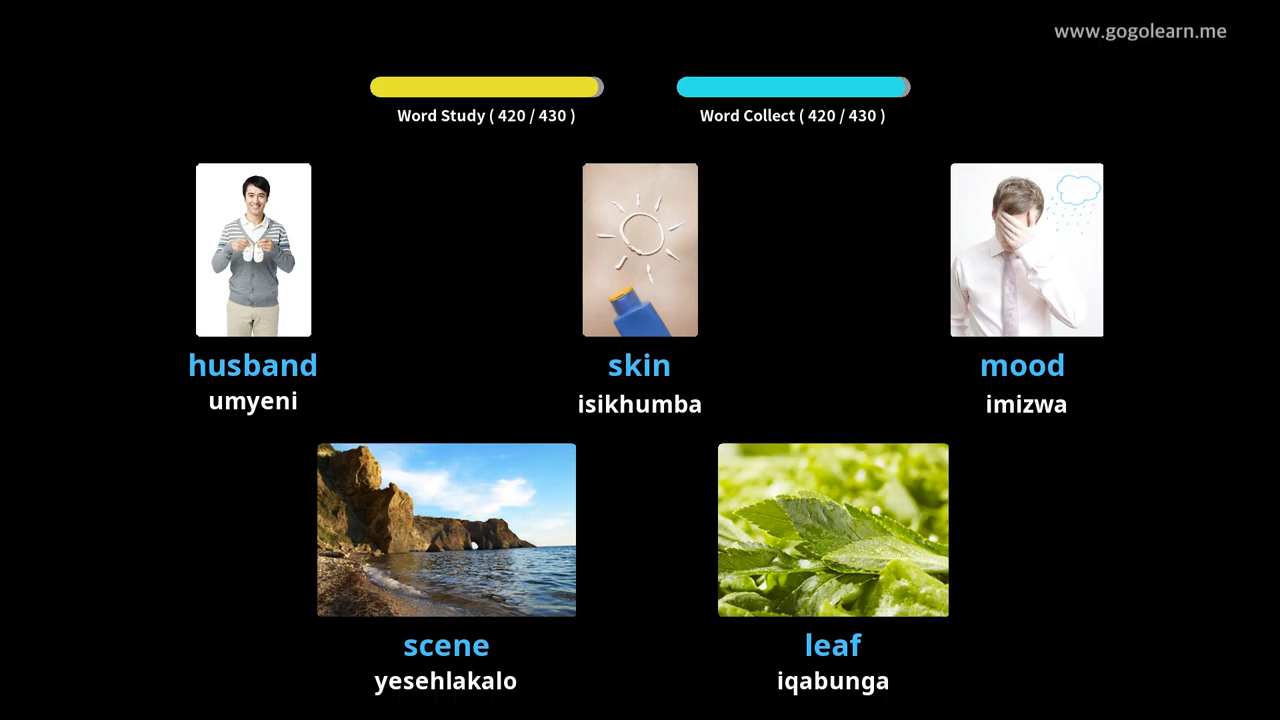 www.gogolearn.me
Word Study ( 420 / 430 )
Word Collect ( 420 / 430 )
husband
umyeni
skin
isikhumba
mood
imizwa
scene
yesehlakalo
leaf
iqabunga